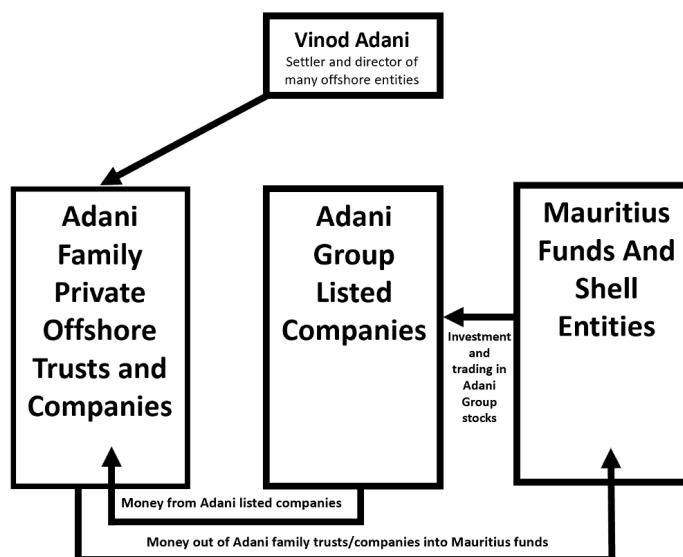 Vinod Adani
Settler and director of
many offshore entities
Adani
Family
Private
Offshore
Trusts and
Companies
Adani
Group
Listed
Companies
Mauritius
Funds And
Shell
Entities
Investment
and
trading in
Adani
Group
stocks
Money from Adani listed companies
Money out of Adani family trusts/companies into Mauritius funds